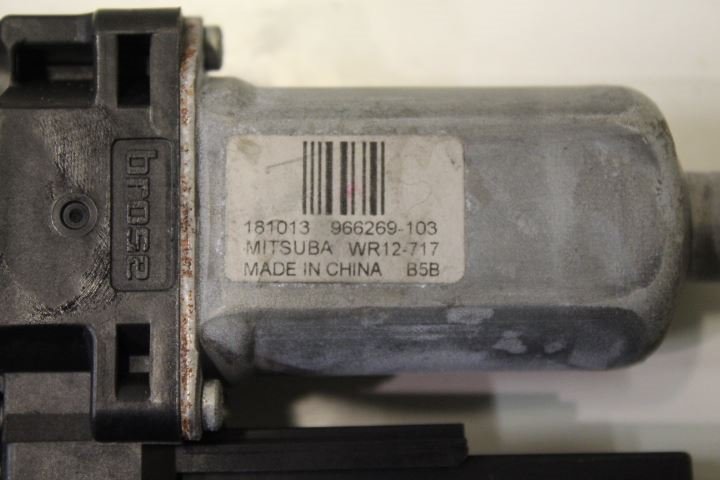 brose
181013 966269-103
MITSUBA WR12-717
MADE IN CHINA B5B